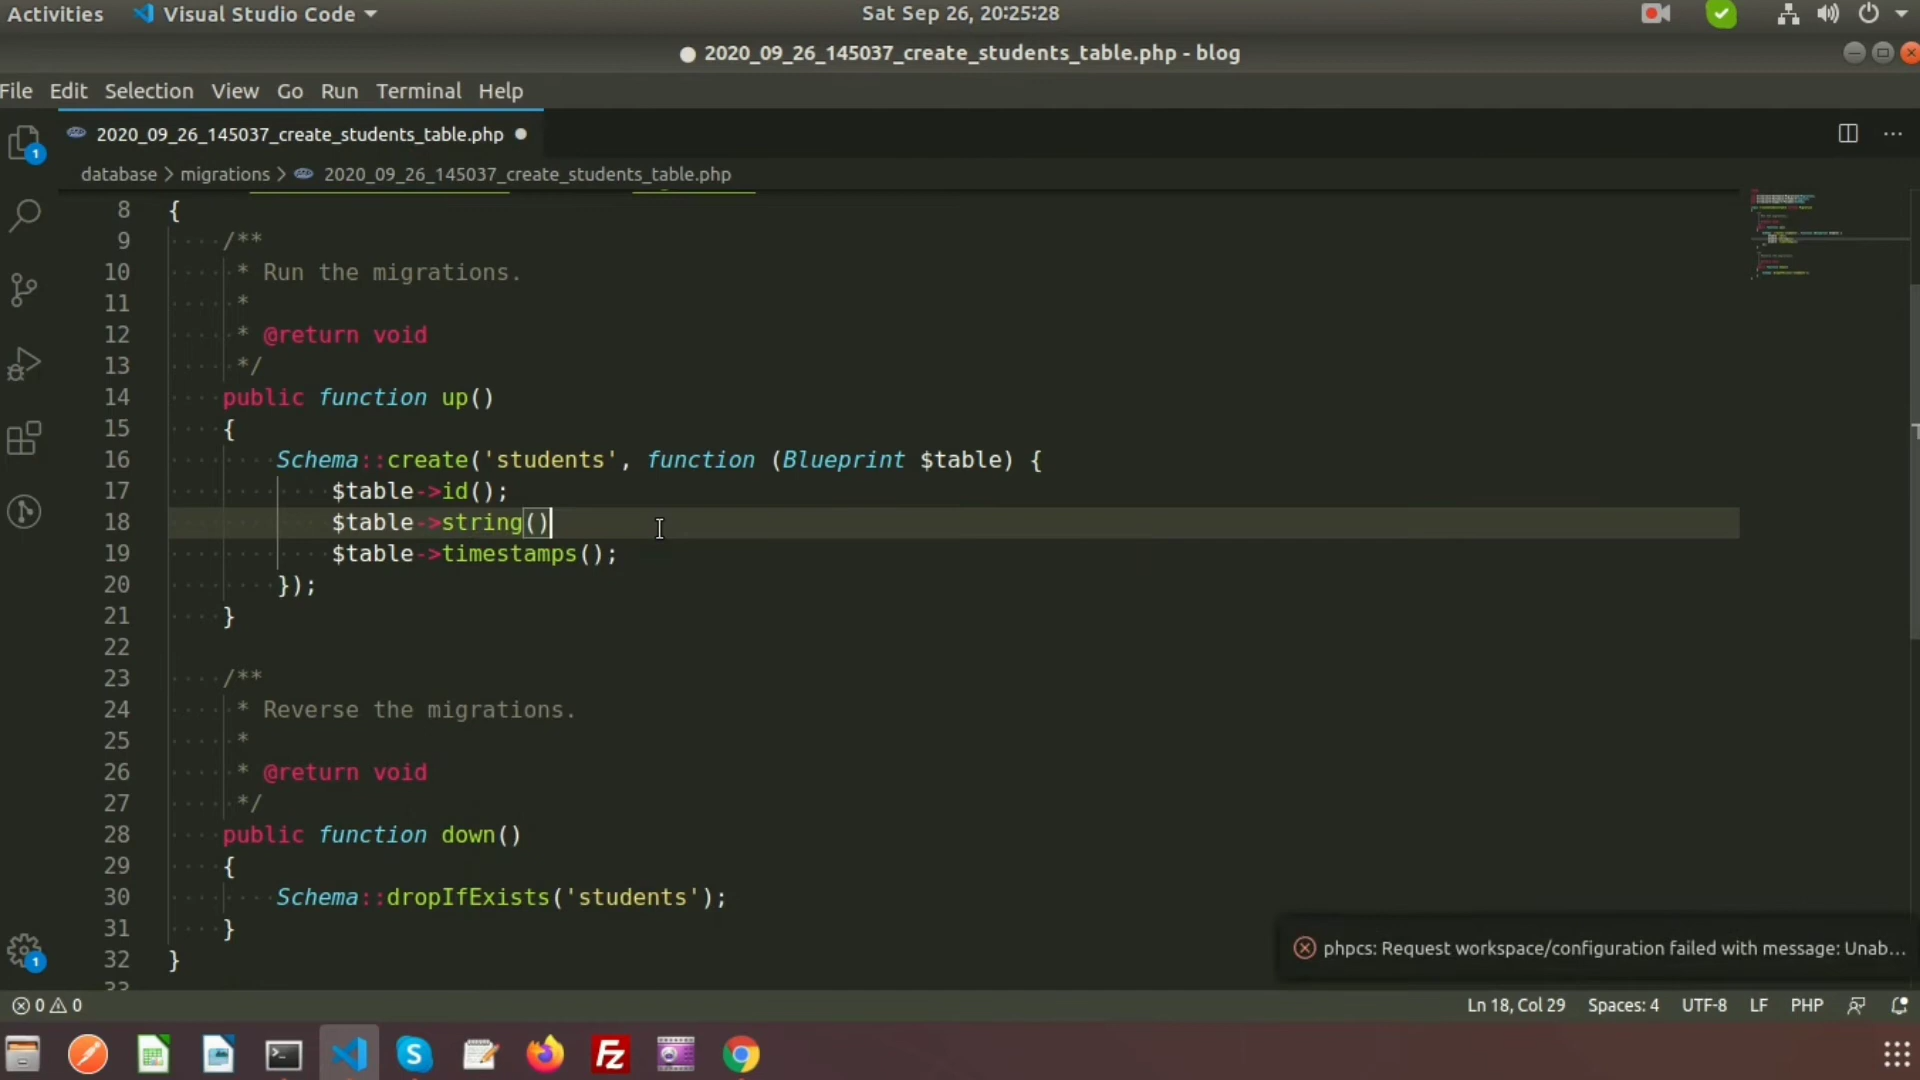 Activities
Visual Studio Code
Sat Sep 26, 20:25:28
● 2020_09_26_145037_create_students_table.php - blog
File Edit Selection View Go Run Terminal Help
2020_09_26_145037_create_students_table.php ●
database > migrations > 2020_09_26_145037_create_students_table.php
8 {
9 /**
10 * Run the migrations.
11 *
12 * @return void
13 */
14 public function up()
15 {
16 Schema::create('students', function (Blueprint $table) {
17 $table->id();
18 $table->string()
19 $table->timestamps();
20 });
21 }
22
23 /**
24 * Reverse the migrations.
25 *
26 * @return void
27 */
28 public function down()
29 {
30 Schema::dropIfExists('students');
31 }
32 }
33
1
1
phpcs: Request workspace/configuration failed with message: Unab...
0 0
Ln 18, Col 29 Spaces: 4 UTF-8 LF PHP